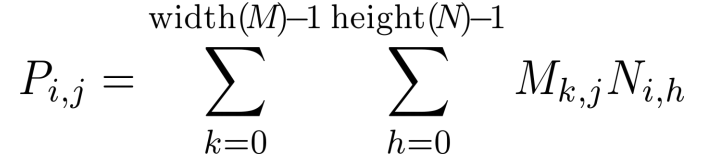 width(M)−1 height(N)−1
P_{i,j} = ∑ ∑ M_{k,j}N_{i,h}
k=0 h=0